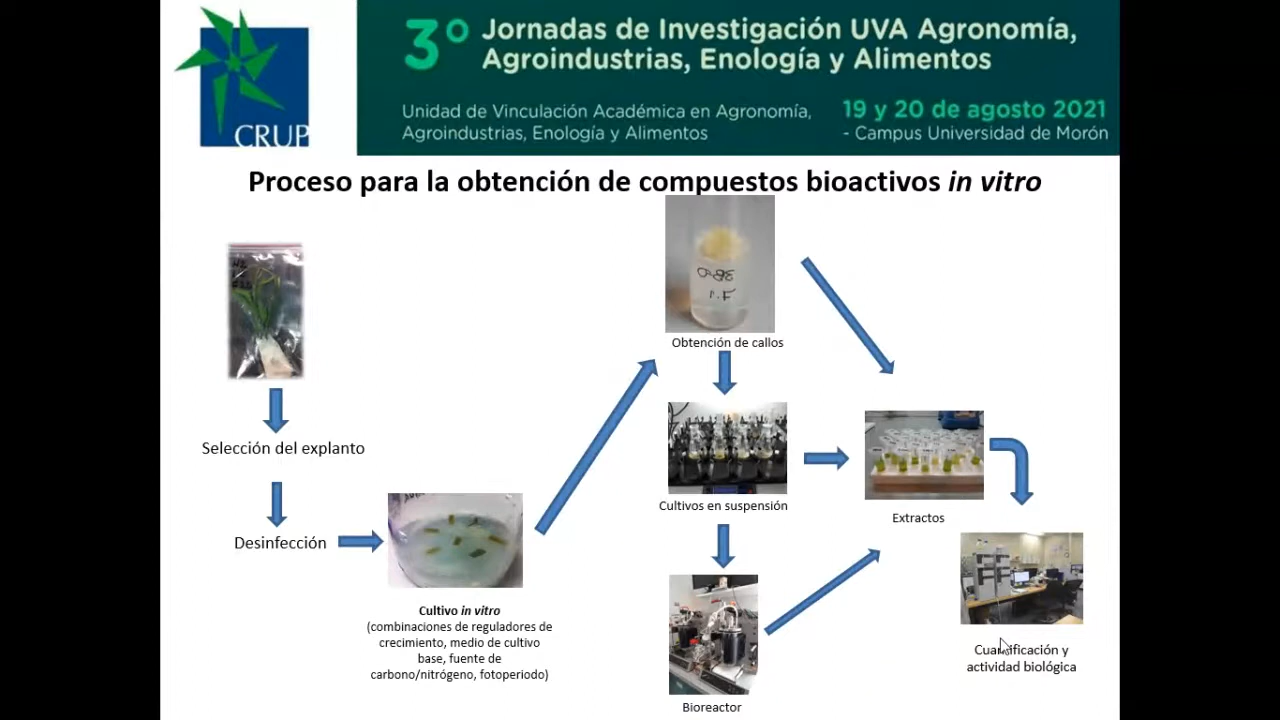 3° Jornadas de Investigación UVA Agronomía,
Agroindustrias, Enología y Alimentos
Unidad de Vinculación Académica en Agronomía,
Agroindustrias, Enología y Alimentos
19 y 20 de agosto 2021
- Campus Universidad de Morón
CRUP
Proceso para la obtención de compuestos bioactivos in vitro
Obtención de callos
Selección del explanto
Desinfección
Cultivo in vitro
(combinaciones de reguladores de
crecimiento, medio de cultivo
base, fuente de
carbono/nitrógeno, fotoperiodo)
Cultivos en suspensión
Extractos
Bioreactor
Cuantificación y
actividad biológica